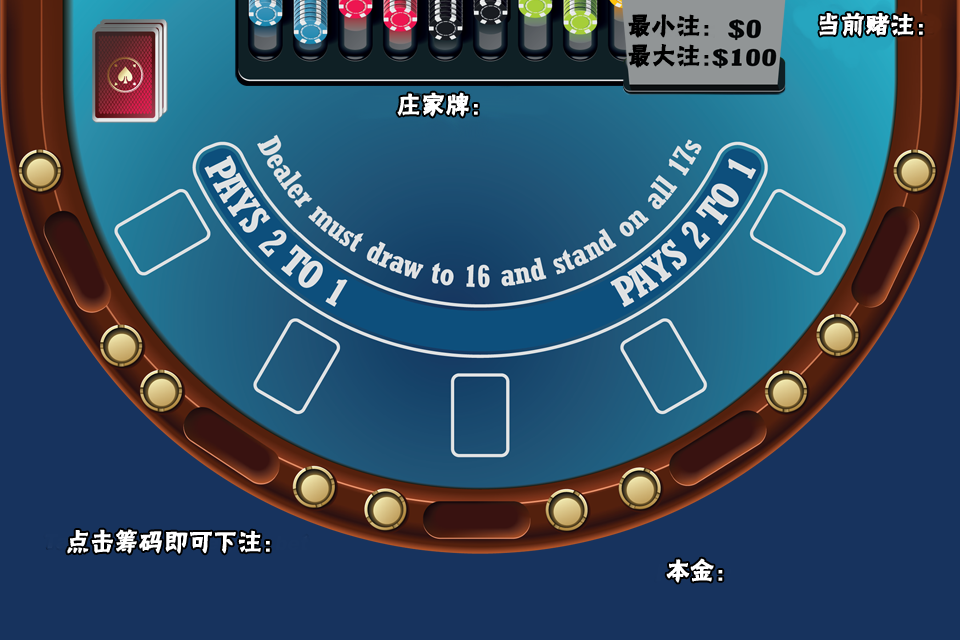 最小注: $0
最大注:$100
当前赌注:
庄家牌:
Dealer must draw to 16 and stand on all 17s
PAYS 2 TO 1
PAYS 2 TO 1
点击筹码即可下注:
本金: